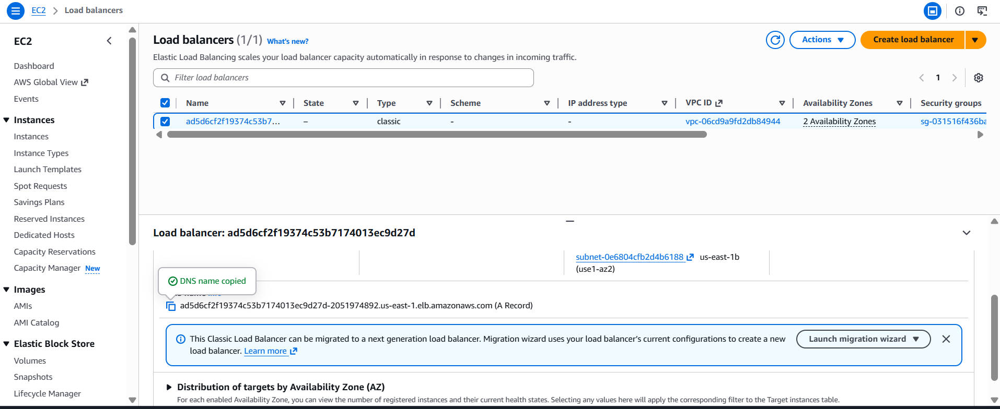 EC2 > Load balancers
EC2
Dashboard
AWS Global View
Events
Instances
Instances
Instance Types
Launch Templates
Spot Requests
Savings Plans
Reserved Instances
Dedicated Hosts
Capacity Reservations
Capacity Manager New
Images
AMIs
AMI Catalog
Elastic Block Store
Volumes
Snapshots
Lifecycle Manager
Load balancers (1/1) What's new?
Actions
Create load balancer
Elastic Load Balancing scales your load balancer capacity automatically in response to changes in incoming traffic.
Filter load balancers
1
Name State Type Scheme IP address type VPC ID Availability Zones Security groups
ad5d6cf2f19374c53b7... – classic - - vpc-06cd9a9fd2db84944 2 Availability Zones sg-031516f436ba
Load balancer: ad5d6cf2f19374c53b7174013ec9d27d
subnet-0e6804cfb2d4b6188 us-east-1b
(use1-az2)
DNS name copied
ad5d6cf2f19374c53b7174013ec9d27d-2051974892.us-east-1.elb.amazonaws.com (A Record)
This Classic Load Balancer can be migrated to a next generation load balancer. Migration wizard uses your load balancer's current configurations to create a new
load balancer. Learn more
Launch migration wizard
Distribution of targets by Availability Zone (AZ)
For each enabled Availability Zone, you can view the number of registered instances and their current health states. Selecting any values here will apply the corresponding filter to the Target instances table.